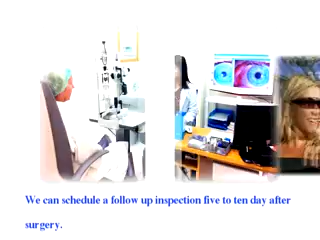 We can schedule a follow up inspection five to ten day after
surgery.